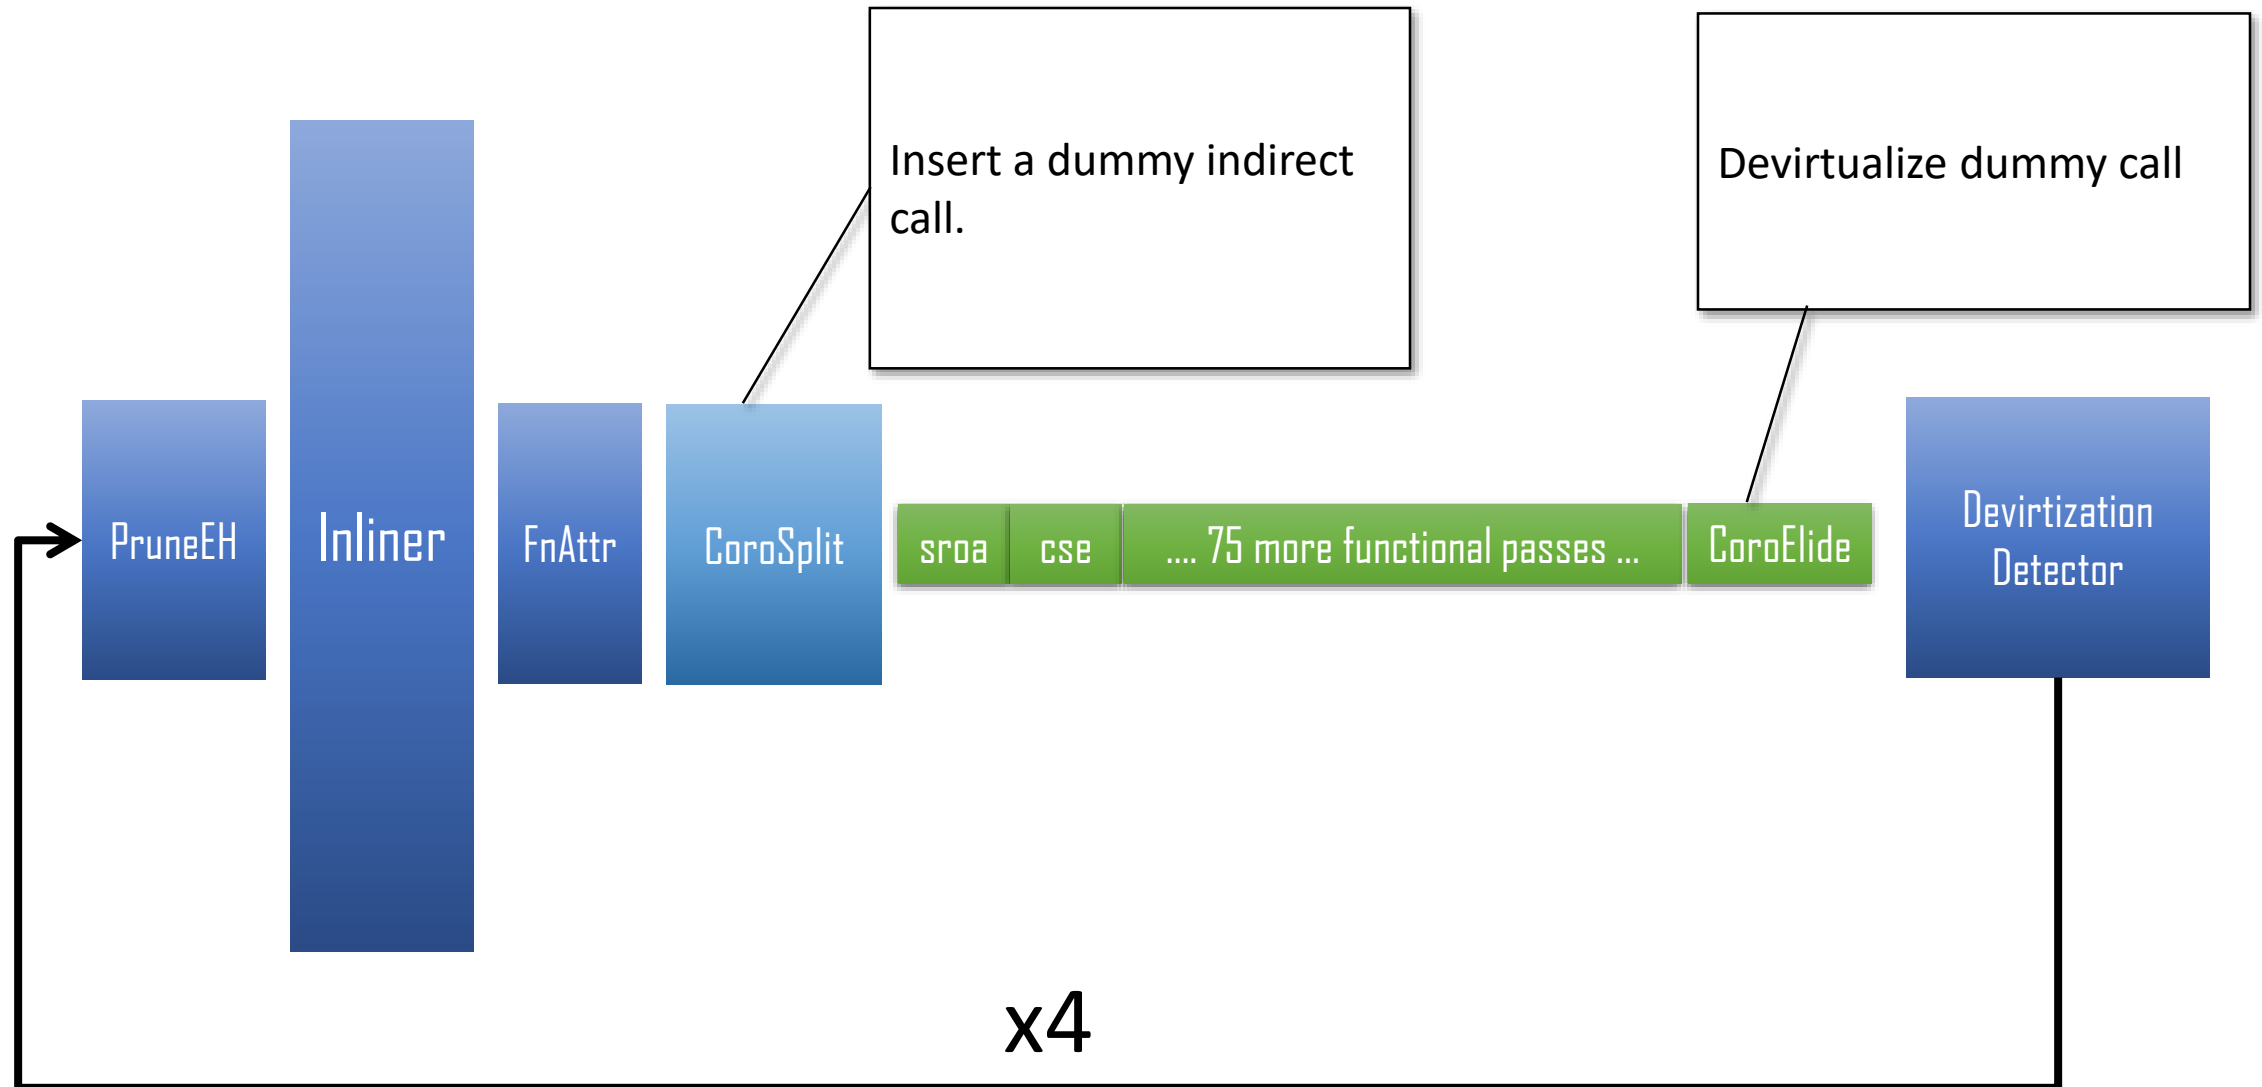 Insert a dummy indirect
call.
Devirtualize dummy call
PruneEH
Inliner
FnAttr
CoroSplit
sroa
cse
.... 75 more functional passes ...
CoroElide
Devirtization
Detector
x4